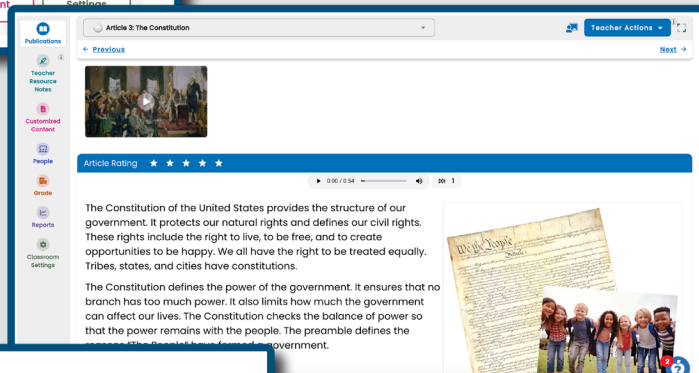 Settings
Article 3: The Constitution
Teacher Actions
Publications
← Previous
Next →
Teacher
Resource
Notes
Customized
Content
People
Grade
Reports
Classroom
Settings
Article Rating
0:00 / 0:54
1
The Constitution of the United States provides the structure of our
government. It protects our natural rights and defines our civil rights.
These rights include the right to live, to be free, and to create
opportunities to be happy. We all have the right to be treated equally.
Tribes, states, and cities have constitutions.
The Constitution defines the power of the government. It ensures that no
branch has too much power. It also limits how much the government
can affect our lives. The Constitution checks the balance of power so
that the power remains with the people. The preamble defines the
reasons "The People" have formed a government.
We the People
2